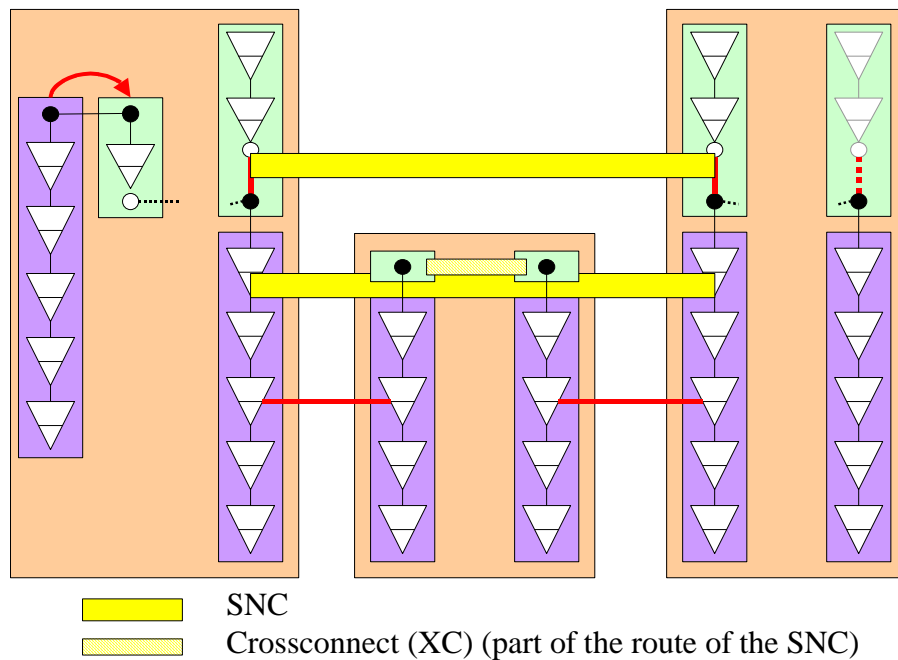 SNC
Crossconnect (XC) (part of the route of the SNC)